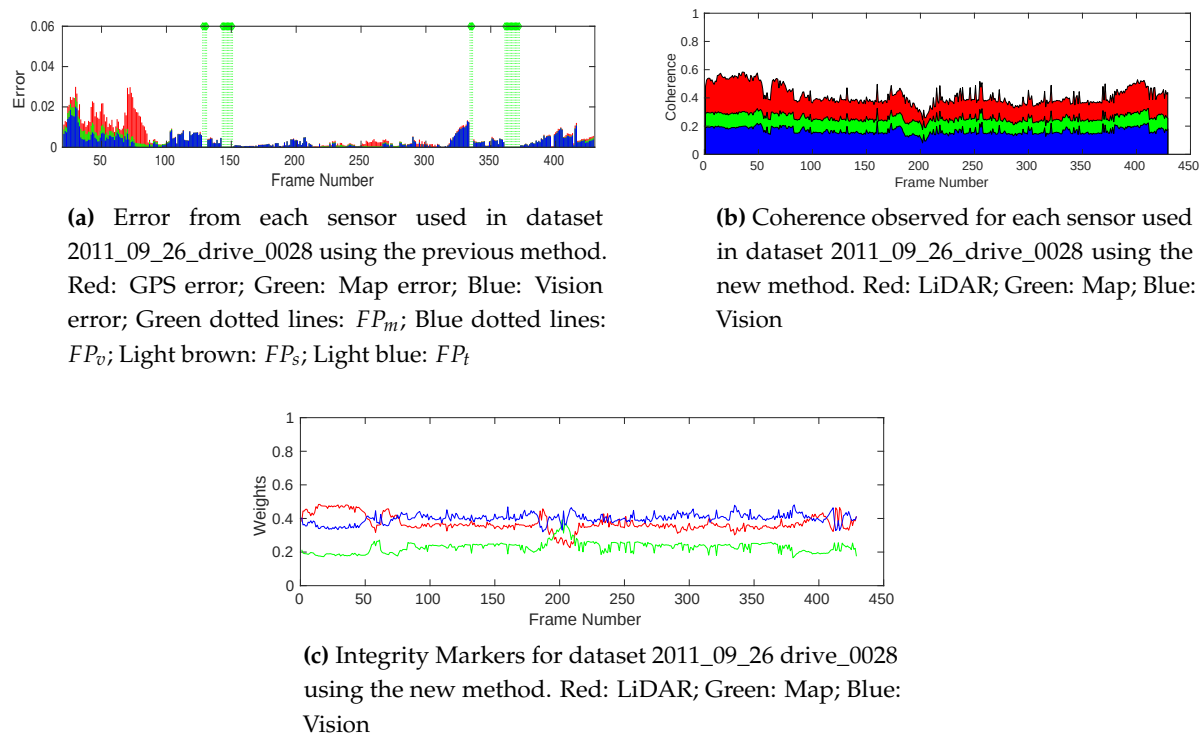 0.06
0.04
0.02
0
Error
50 100 150 200 250 300 350 400
Frame Number
1
0.8
0.6
0.4
0.2
0
Coherence
0 50 100 150 200 250 300 350 400 450
Frame Number
(a) Error from each sensor used in dataset
2011_09_26_drive_0028 using the previous method.
Red: GPS error; Green: Map error; Blue: Vision
error; Green dotted lines: FPm; Blue dotted lines:
FPv; Light brown: FPs; Light blue: FPt
(b) Coherence observed for each sensor used
in dataset 2011_09_26_drive_0028 using the
new method. Red: LiDAR; Green: Map; Blue:
Vision
1
0.8
0.6
0.4
0.2
0
Weights
0 50 100 150 200 250 300 350 400 450
Frame Number
(c) Integrity Markers for dataset 2011_09_26 drive_0028
using the new method. Red: LiDAR; Green: Map; Blue:
Vision